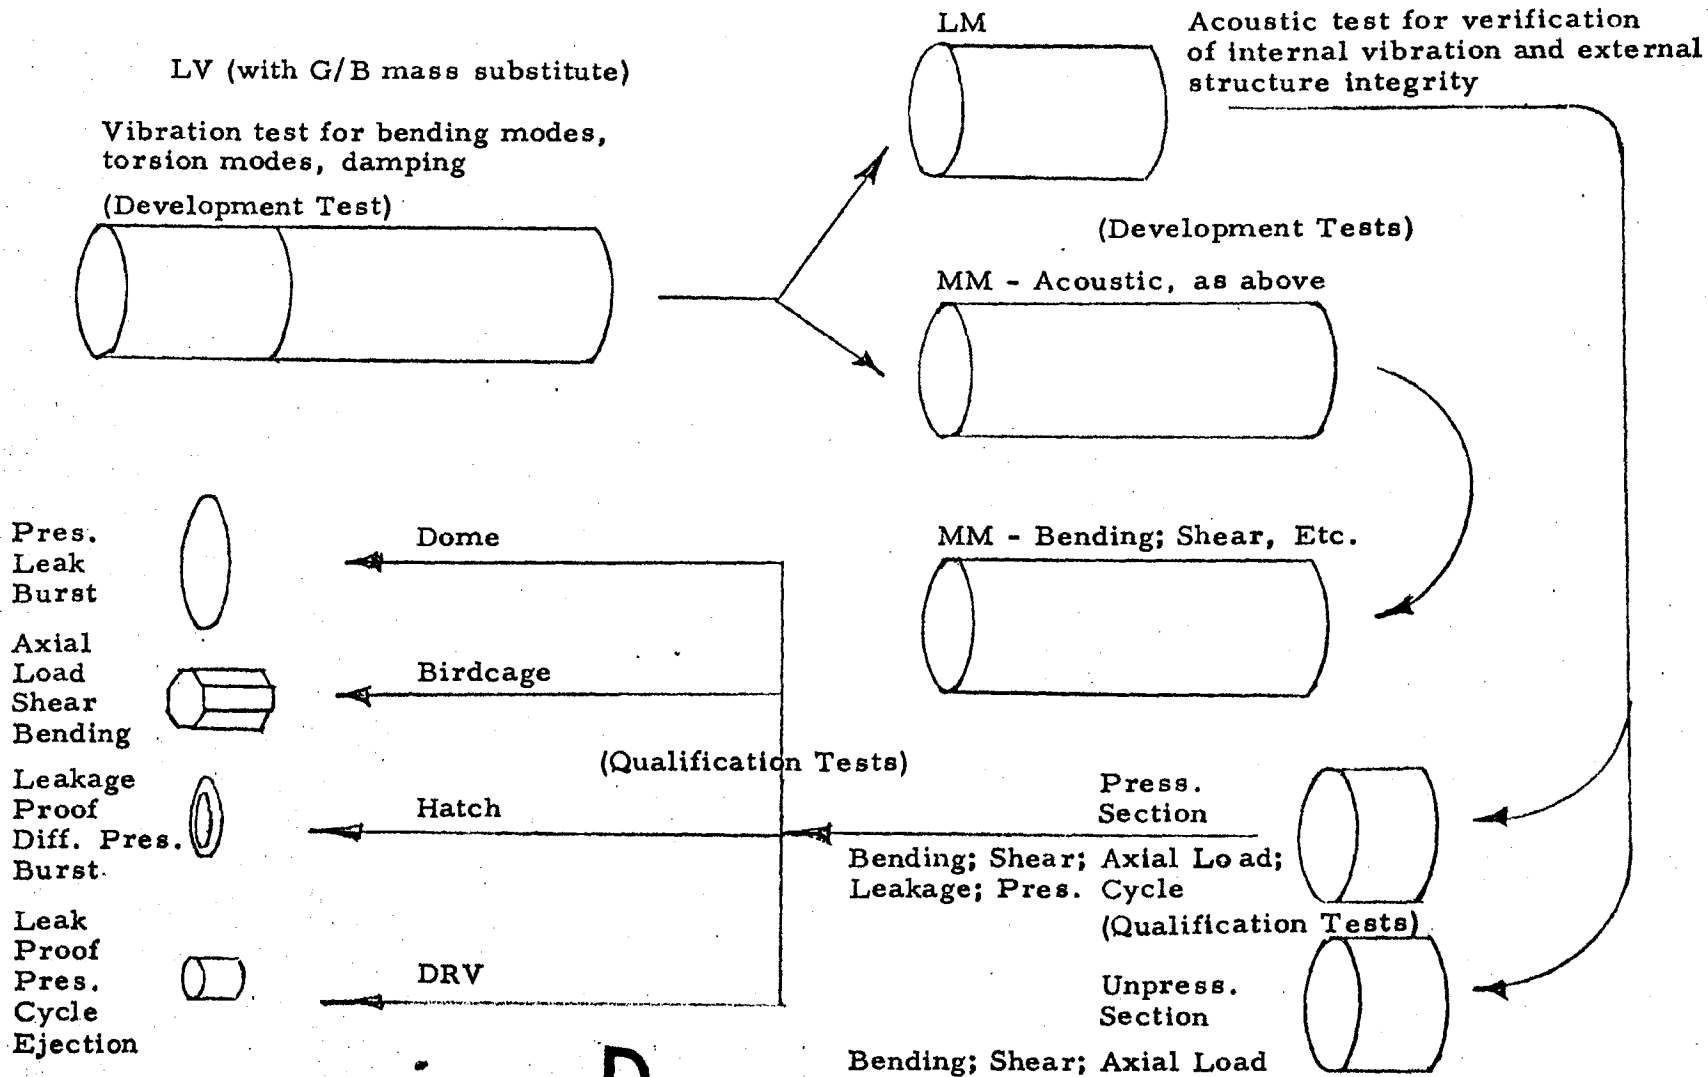 LV (with G/B mass substitute)
Vibration test for bending modes,
torsion modes, damping
(Development Test)
LM
Acoustic test for verification
of internal vibration and external
structure integrity
(Development Tests)
MM - Acoustic, as above
MM - Bending; Shear, Etc.
Pres.
Leak
Burst
Dome
Axial
Load
Shear
Bending
Birdcage
(Qualification Tests)
Leakage
Proof
Diff. Pres.
Burst.
Hatch
Press.
Section
Bending; Shear; Axial Load;
Leakage; Pres. Cycle
(Qualification Tests)
Leak
Proof
Pres.
Cycle
Ejection
DRV
Unpress.
Section
Bending; Shear; Axial Load